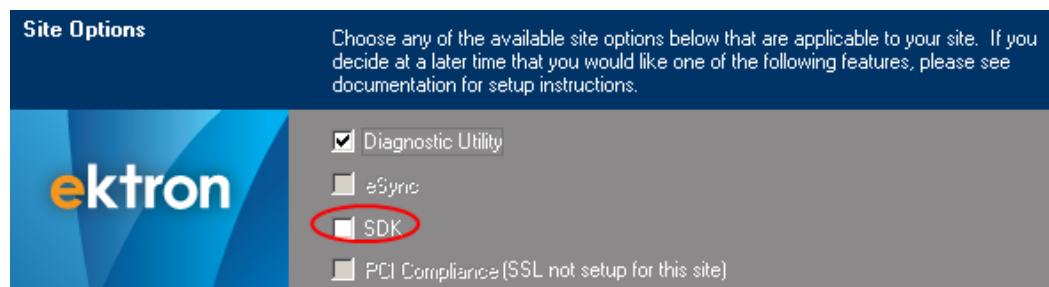 Site Options
Choose any of the available site options below that are applicable to your site. If you
decide at a later time that you would like one of the following features, please see
documentation for setup instructions.
ektron
Diagnostic Utility
eSync
SDK
PCI Compliance (SSL not setup for this site)